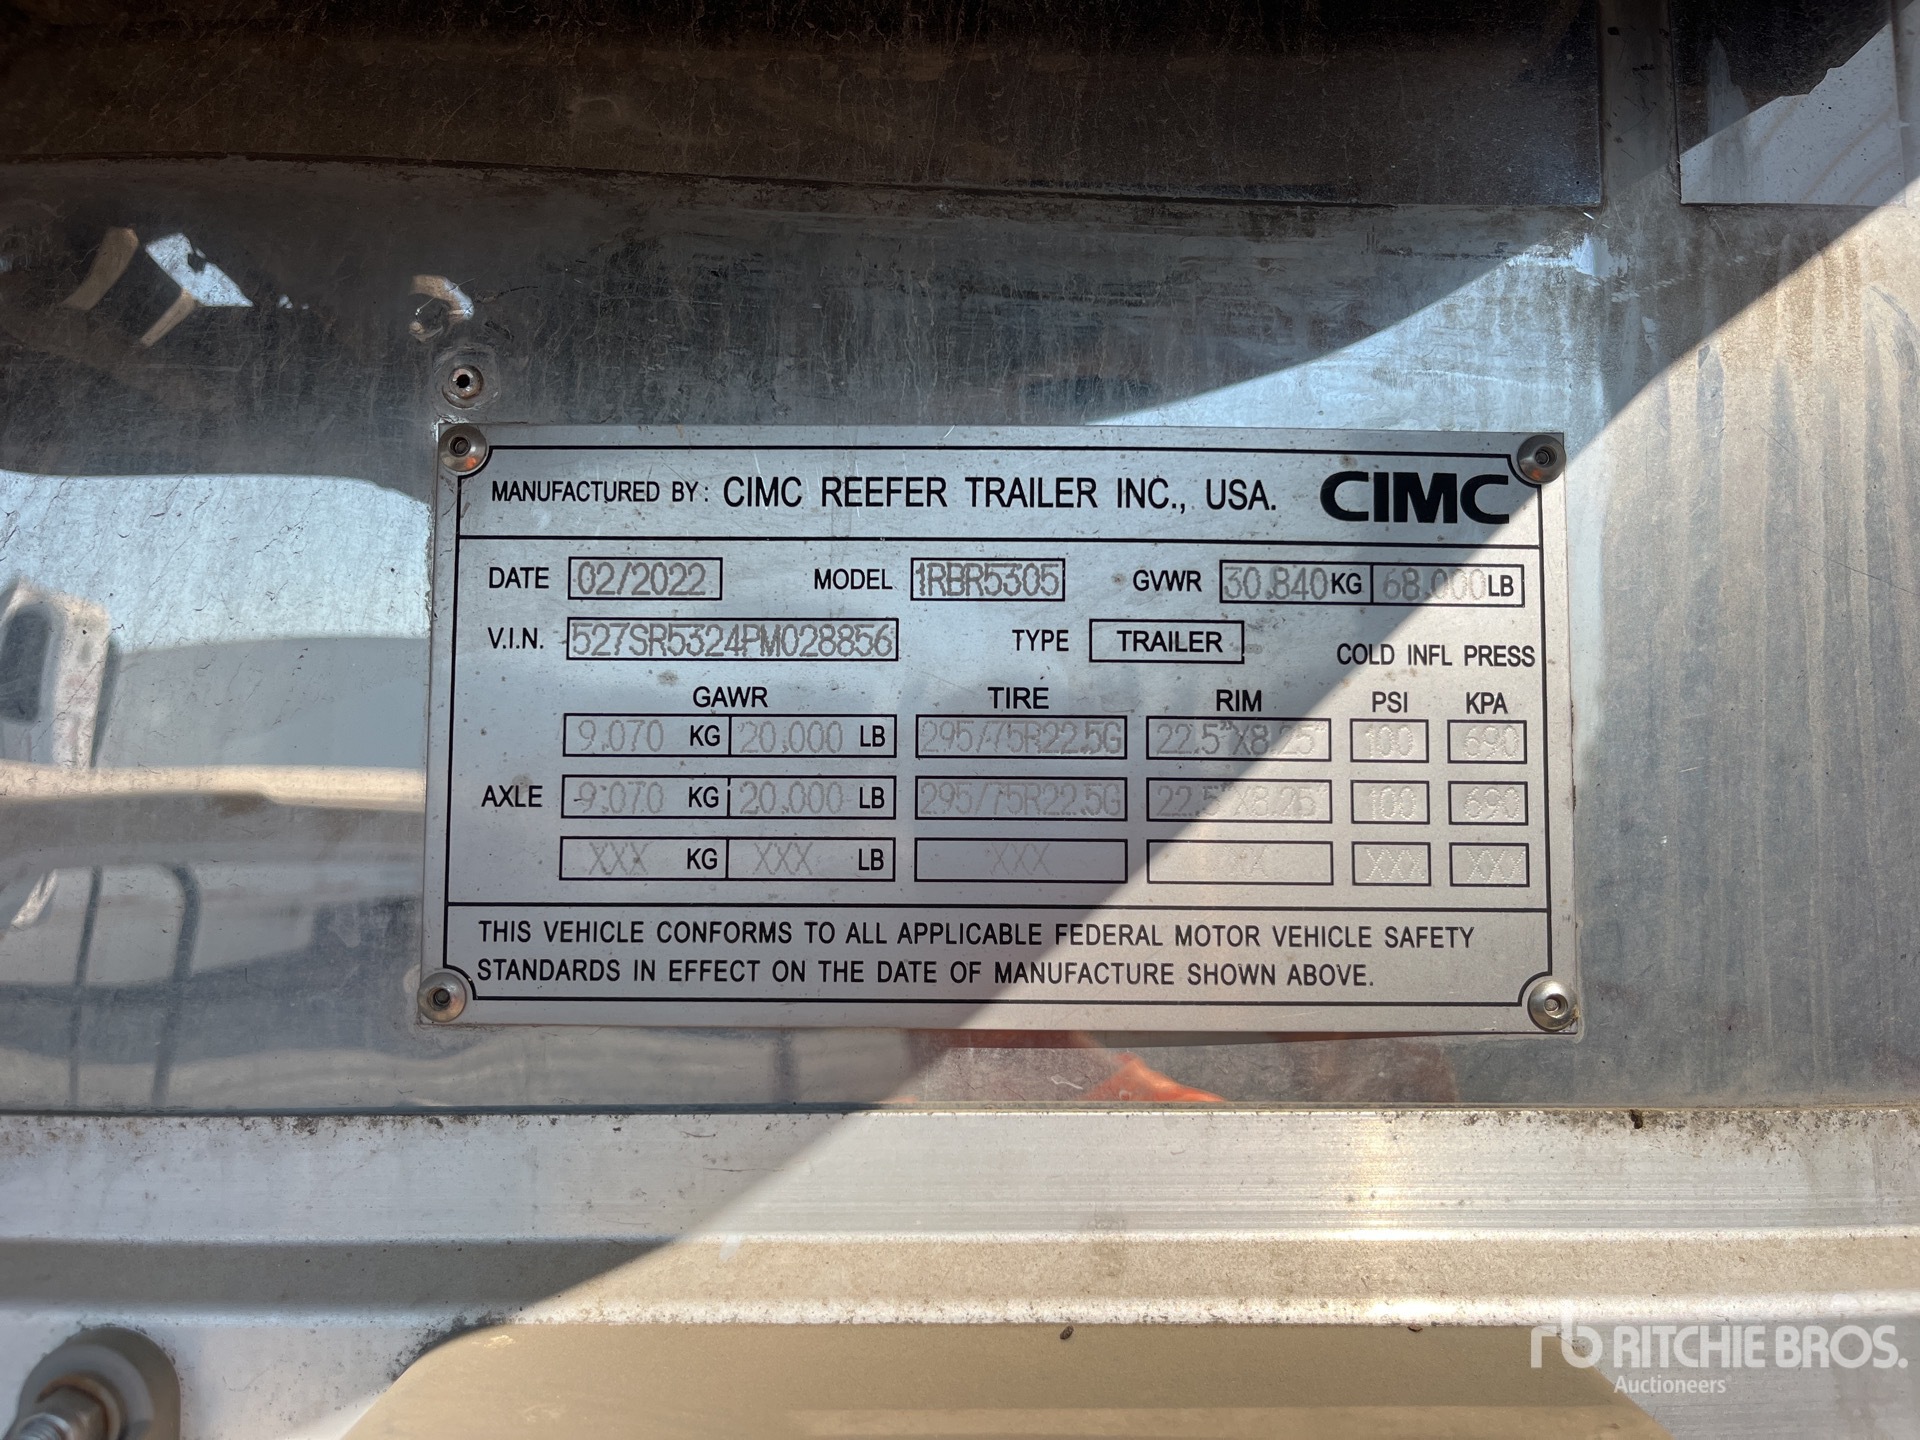 MANUFACTURED BY: CIMC REEFER TRAILER INC., USA. CIMC
DATE 02/2022 MODEL 1RBR5305 GVWR 30.840KG 68.000LB
V.I.N. 527SR5324PM028856 TYPE TRAILER COLD INFL PRESS
GAWR TIRE RIM PSI KPA
9.070 KG 20.000 LB 295/75R22.5G 22.5"X8.25" 100 690
AXLE 9.070 KG 20.000 LB 295/75R22.5G 22.5"X8.25" 100 690
XXX KG XXX LB XXX XX XXX XXX
THIS VEHICLE CONFORMS TO ALL APPLICABLE FEDERAL MOTOR VEHICLE SAFETY
STANDARDS IN EFFECT ON THE DATE OF MANUFACTURE SHOWN ABOVE.
rb RITCHIE BROS.
Auctioneers